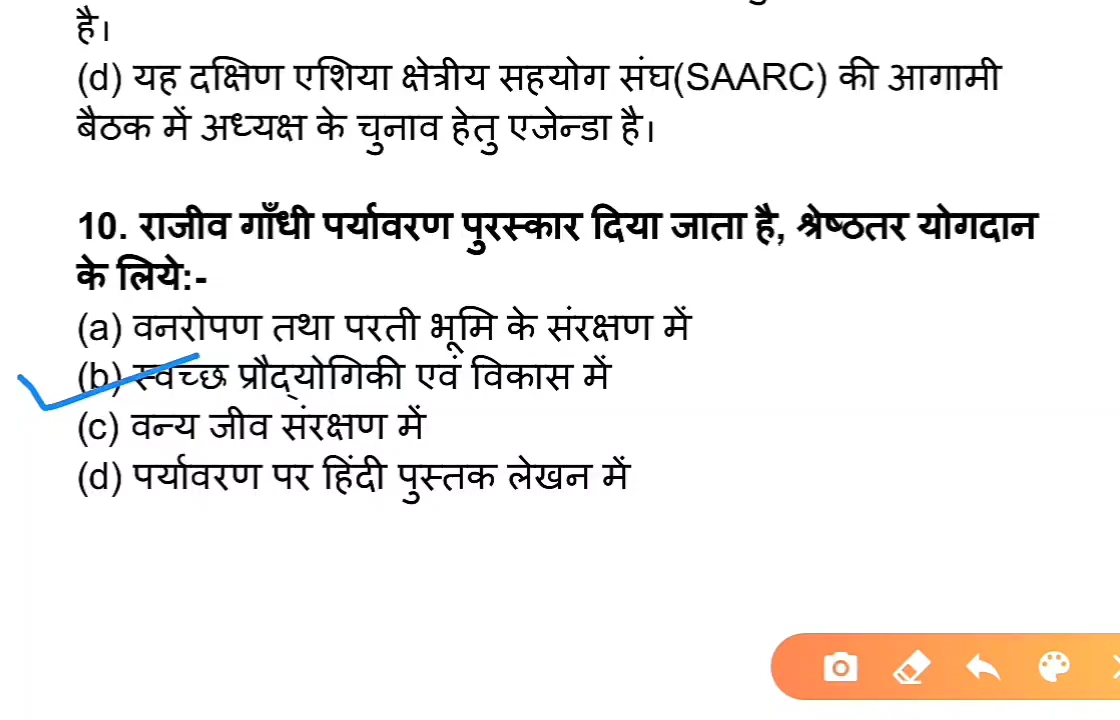 है।
(d) यह दक्षिण एशिया क्षेत्रीय सहयोग संघ(SAARC) की आगामी
बैठक में अध्यक्ष के चुनाव हेतु एजेन्डा है।
10. राजीव गाँधी पर्यावरण पुरस्कार दिया जाता है, श्रेष्ठतर योगदान
के लिये:-
(a) वनरोपण तथा परती भूमि के संरक्षण में
(b) स्वच्छ प्रौद्योगिकी एवं विकास में
(c) वन्य जीव संरक्षण में
(d) पर्यावरण पर हिंदी पुस्तक लेखन में